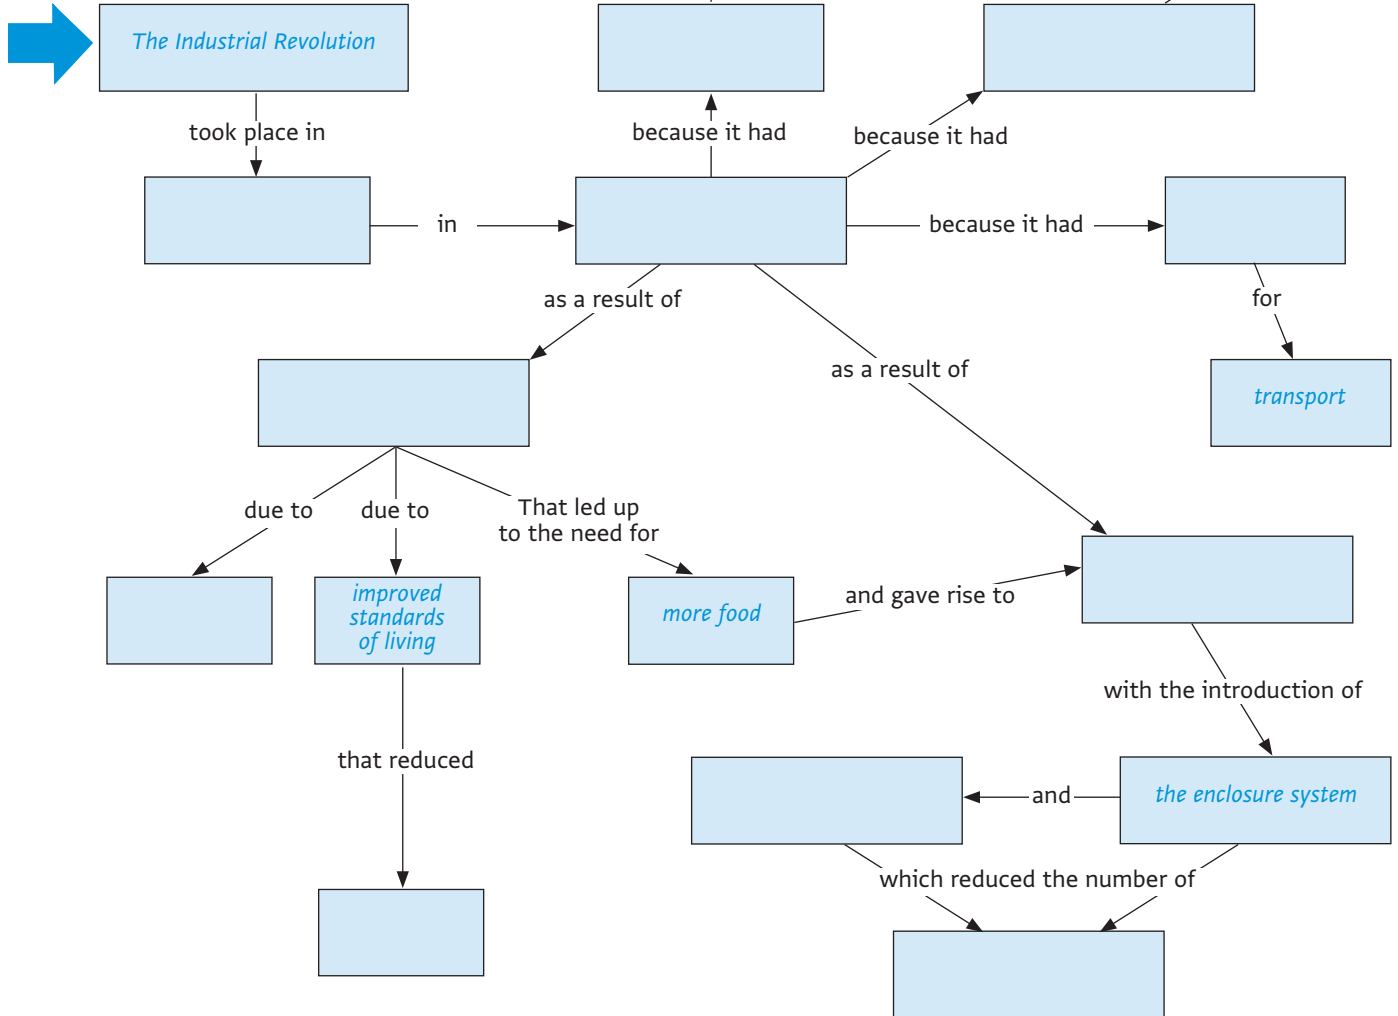 The Industrial Revolution
took place in
because it had
because it had
in
because it had
as a result of
for
as a result of
transport
due to
due to
That led up
to the need for
improved
standards
of living
more food
and gave rise to
with the introduction of
that reduced
and
the enclosure system
which reduced the number of